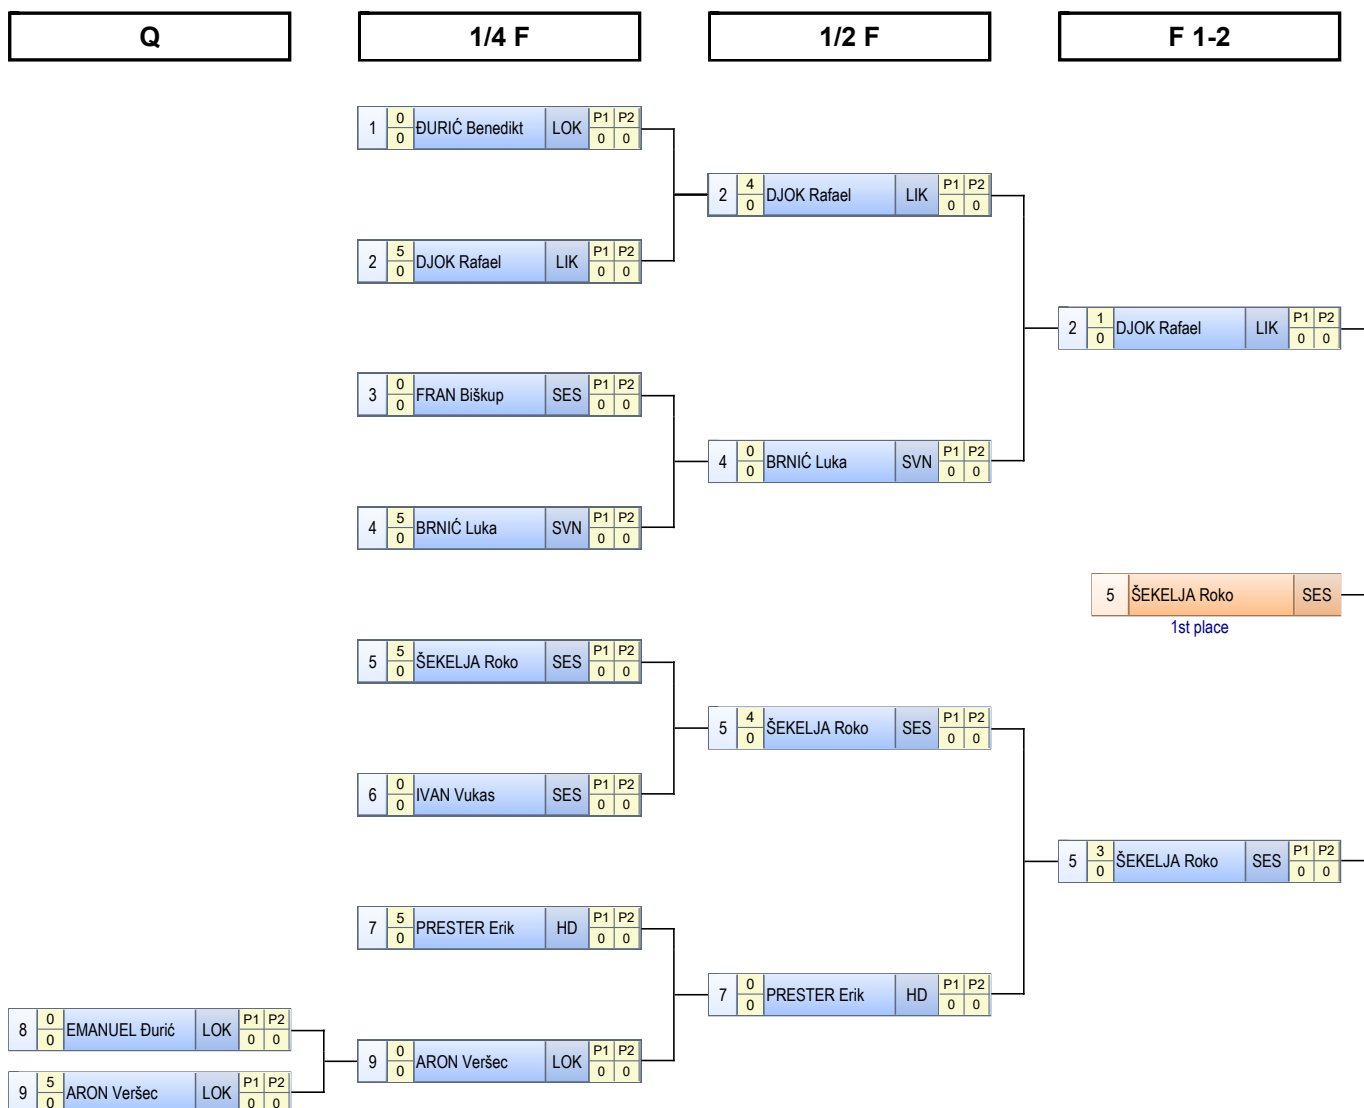 Q 1/4 F 1/2 F F 1-2
1 0 0 ĐURIĆ Benedikt LOK P1 P2 0 0
2 4 0 DJOK Rafael LIK P1 P2 0 0
2 5 0 DJOK Rafael LIK P1 P2 0 0
2 1 0 DJOK Rafael LIK P1 P2 0 0
3 0 0 FRAN Biškup SES P1 P2 0 0
4 0 0 BRNIĆ Luka SVN P1 P2 0 0
4 5 0 BRNIĆ Luka SVN P1 P2 0 0
5 ŠEKELJA Roko SES
1st place
5 5 0 ŠEKELJA Roko SES P1 P2 0 0
5 4 0 ŠEKELJA Roko SES P1 P2 0 0
6 0 0 IVAN Vukas SES P1 P2 0 0
5 3 0 ŠEKELJA Roko SES P1 P2 0 0
7 5 0 PRESTER Erik HD P1 P2 0 0
7 0 0 PRESTER Erik HD P1 P2 0 0
8 0 0 EMANUEL Đurić LOK P1 P2 0 0
9 0 0 ARON Veršec LOK P1 P2 0 0
9 5 0 ARON Veršec LOK P1 P2 0 0